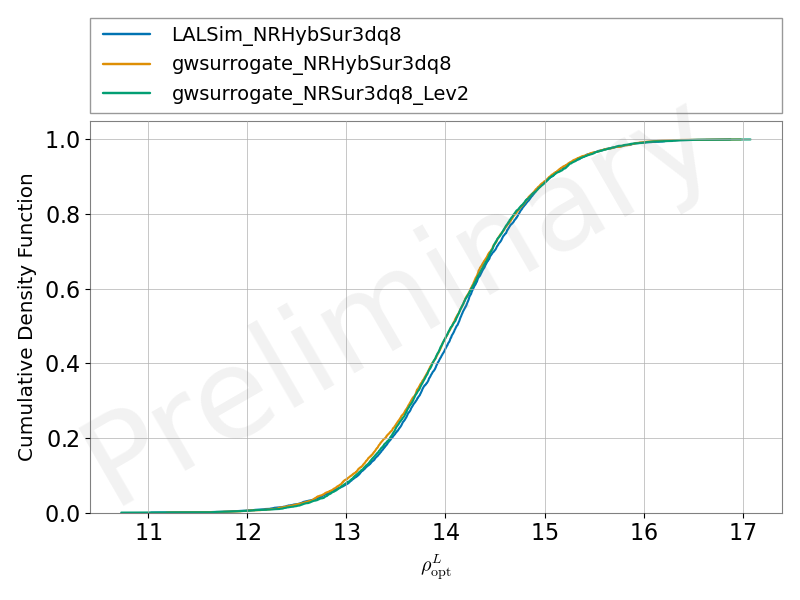 LALSim_NRHybSur3dq8
gwsurrogate_NRHybSur3dq8
gwsurrogate_NRSur3dq8_Lev2
Preliminary
Cumulative Density Function
1.0
0.8
0.6
0.4
0.2
0.0
11 12 13 14 15 16 17
ρ^L_opt